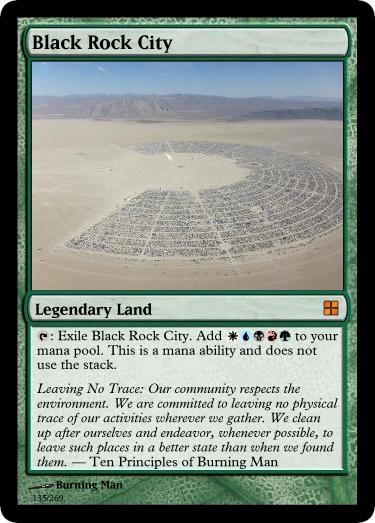 Black Rock City
Legendary Land
: Exile Black Rock City. Add to your
mana pool. This is a mana ability and does not
use the stack.
Leaving No Trace: Our community respects the
environment. We are committed to leaving no physical
trace of our activities wherever we gather. We clean
up after ourselves and endeavor, whenever possible, to
leave such places in a better state than when we found
them. — Ten Principles of Burning Man
Burning Man
135/269